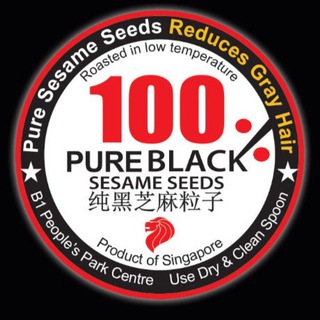 ★ Pure Sesame Seeds Reduces Gray Hair ★
Roasted in low temperature
100%
PURE BLACK
SESAME SEEDS
纯黑芝麻粒子
Product of Singapore
B1 People's Park Centre Use Dry & Clean Spoon